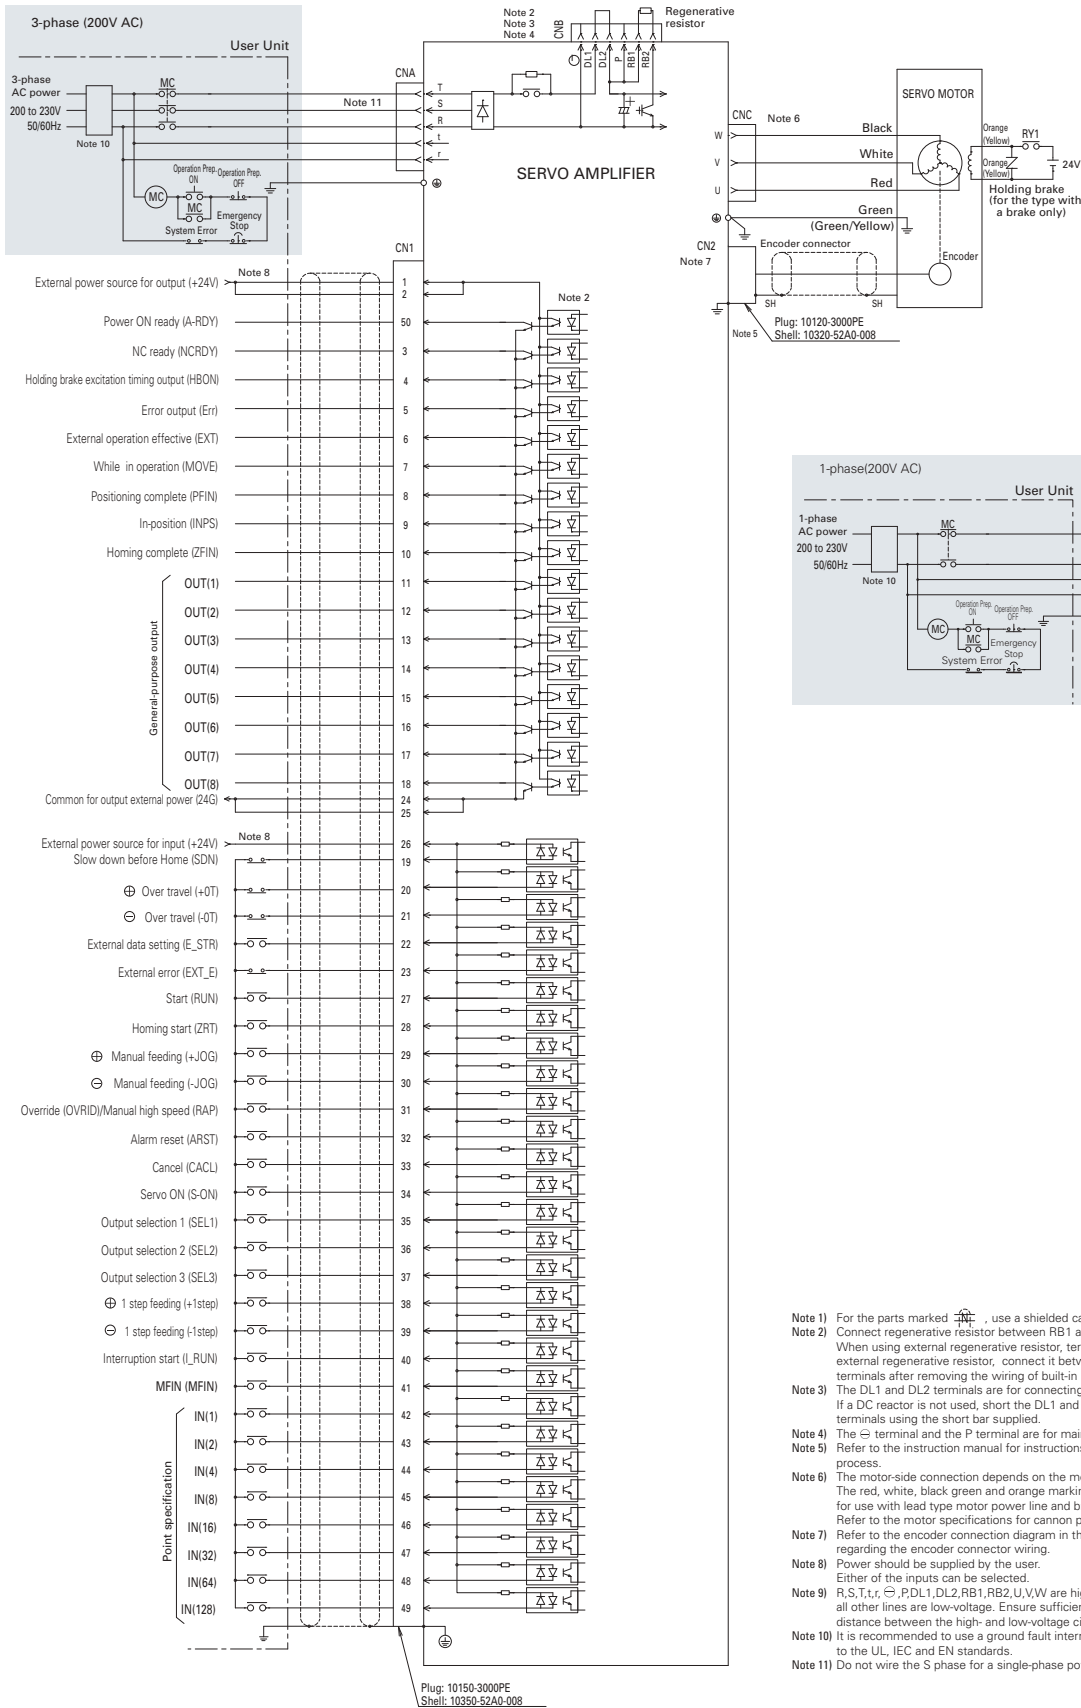 3-phase (200V AC)
User Unit
3-phase
AC power
200 to 230V
50/60Hz
Note 10
MC
Operation Prep.
ON
Operation Prep.
OFF
MC
MC
Emergency
Stop
System Error
Note 11
CNA
T
S
R
t
r
Note 2
Note 3
Note 4
CNB
DL1
DL2
P
RB1
RB2
Regenerative
resistor
SERVO AMPLIFIER
CNC
Note 6
W
V
U
Black
White
Red
Green
(Green/Yellow)
SERVO MOTOR
Orange
(Yellow)
Orange
(Yellow)
RY1
24V
Holding brake
(for the type with
a brake only)
CN2
Note 7
Encoder connector
Encoder
SH
SH
Plug: 10120-3000PE
Shell: 10320-52A0-008
Note 5
CN1
Note 2
External power source for output (+24V)
Note 8
1
2
Power ON ready (A-RDY) 50
NC ready (NCRDY) 3
Holding brake excitation timing output (HBON) 4
Error output (Err) 5
External operation effective (EXT) 6
While in operation (MOVE) 7
Positioning complete (PFIN) 8
In-position (INPS) 9
Homing complete (ZFIN) 10
General-purpose output
OUT(1) 11
OUT(2) 12
OUT(3) 13
OUT(4) 14
OUT(5) 15
OUT(6) 16
OUT(7) 17
OUT(8) 18
Common for output external power (24G) 24
25
External power source for input (+24V) Note 8 26
Slow down before Home (SDN) 19
⊕ Over travel (+0T) 20
⊖ Over travel (-0T) 21
External data setting (E_STR) 22
External error (EXT_E) 23
Start (RUN) 27
Homing start (ZRT) 28
⊕ Manual feeding (+JOG) 29
⊖ Manual feeding (-JOG) 30
Override (OVRID)/Manual high speed (RAP) 31
Alarm reset (ARST) 32
Cancel (CACL) 33
Servo ON (S-ON) 34
Output selection 1 (SEL1) 35
Output selection 2 (SEL2) 36
Output selection 3 (SEL3) 37
⊕ 1 step feeding (+1step) 38
⊖ 1 step feeding (-1step) 39
Interruption start (I_RUN) 40
MFIN (MFIN) 41
Point specification
IN(1) 42
IN(2) 43
IN(4) 44
IN(8) 45
IN(16) 46
IN(32) 47
IN(64) 48
IN(128) 49
Plug: 10150-3000PE
Shell: 10350-52A0-008
1-phase(200V AC)
User Unit
1-phase
AC power
200 to 230V
50/60Hz
Note 10
MC
Operation Prep.
ON
Operation Prep.
OFF
MC
MC
Emergency
Stop
System Error
Note 1) For the parts marked , use a shielded ca
Note 2) Connect regenerative resistor between RB1 a
When using external regenerative resistor, ter
external regenerative resistor, connect it betv
terminals after removing the wiring of built-in
Note 3) The DL1 and DL2 terminals are for connecting
If a DC reactor is not used, short the DL1 and
terminals using the short bar supplied.
Note 4) The ⊖ terminal and the P terminal are for mai
Note 5) Refer to the instruction manual for instructions
process.
Note 6) The motor-side connection depends on the m
The red, white, black green and orange markin
for use with lead type motor power line and b
Refer to the motor specifications for cannon p
Note 7) Refer to the encoder connection diagram in th
regarding the encoder connector wiring.
Note 8) Power should be supplied by the user.
Either of the inputs can be selected.
Note 9) R,S,T,t,r, ⊖,P,DL1,DL2,RB1,RB2,U,V,W are hig
all other lines are low-voltage. Ensure sufficien
distance between the high- and low-voltage ci
Note 10) It is recommended to use a ground fault interr
to the UL, IEC and EN standards.
Note 11) Do not wire the S phase for a single-phase po